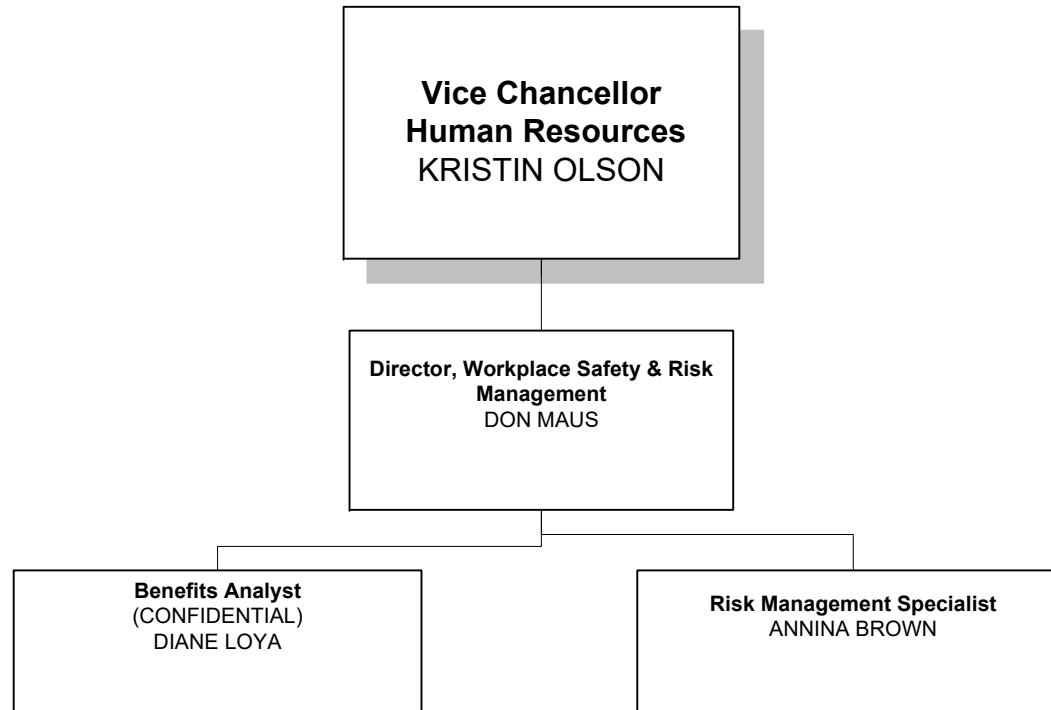 Vice Chancellor
Human Resources
KRISTIN OLSON
Director, Workplace Safety & Risk
Management
DON MAUS
Benefits Analyst
(CONFIDENTIAL)
DIANE LOYA
Risk Management Specialist
ANNINA BROWN